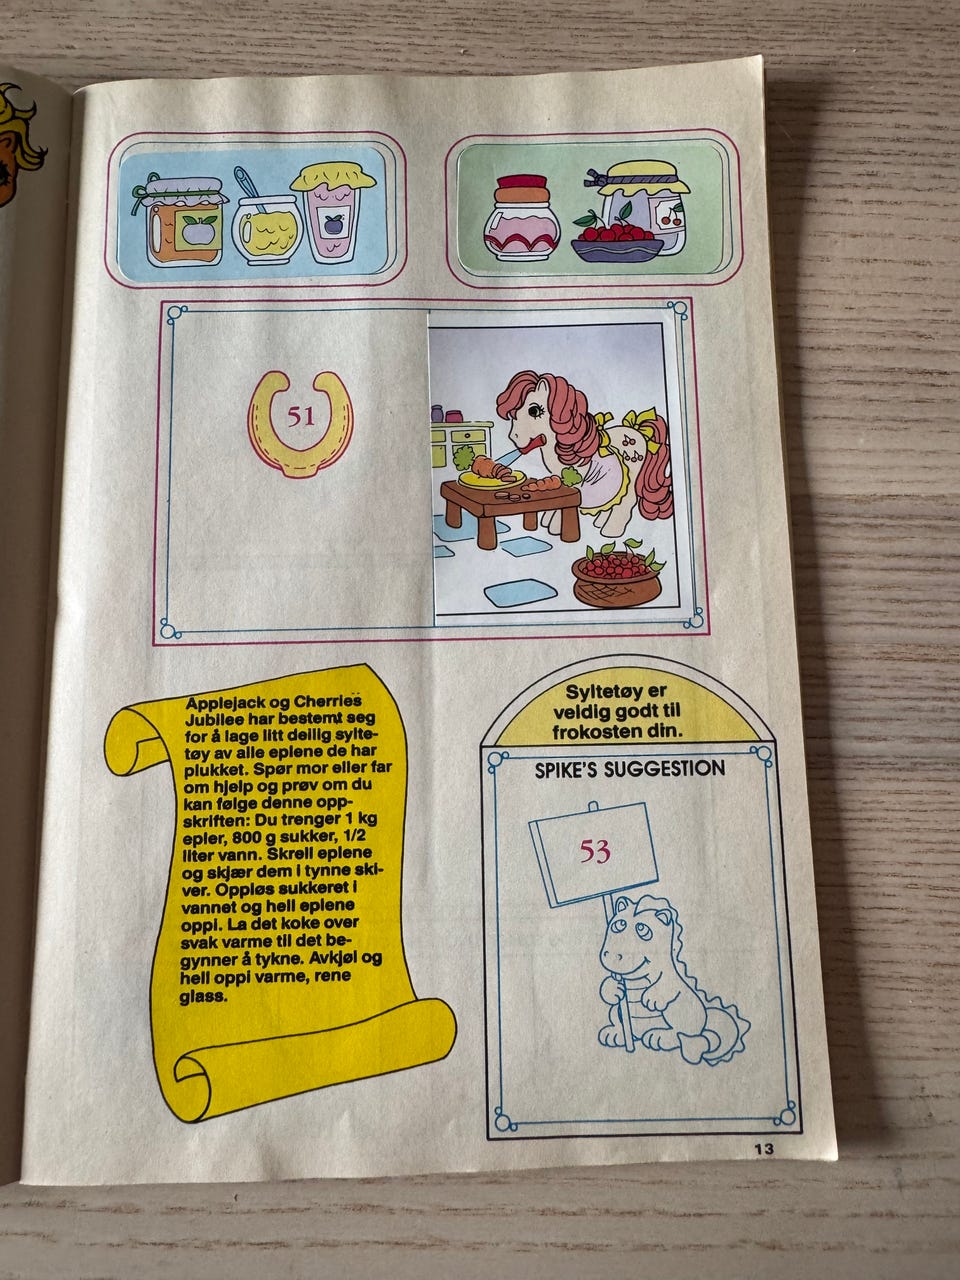 51
Applejack og Cherries
Jubilee har bestemt seg
for å lage litt deilig sylte-
tøy av alle eplene de har
plukket. Spør mor eller far
om hjelp og prøv om du
kan følge denne opp-
skriften: Du trenger 1 kg
epler, 800 g sukker, 1/2
liter vann. Skrell eplene
og skjær dem i tynne ski-
ver. Oppløs sukkeret i
vannet og hell eplene
oppi. La det koke over
svak varme til det be-
gynner å tykne. Avkjøl og
hell oppi varme, rene
glass.
Syltetøy er
veldig godt til
frokosten din.
SPIKE'S SUGGESTION
53
13